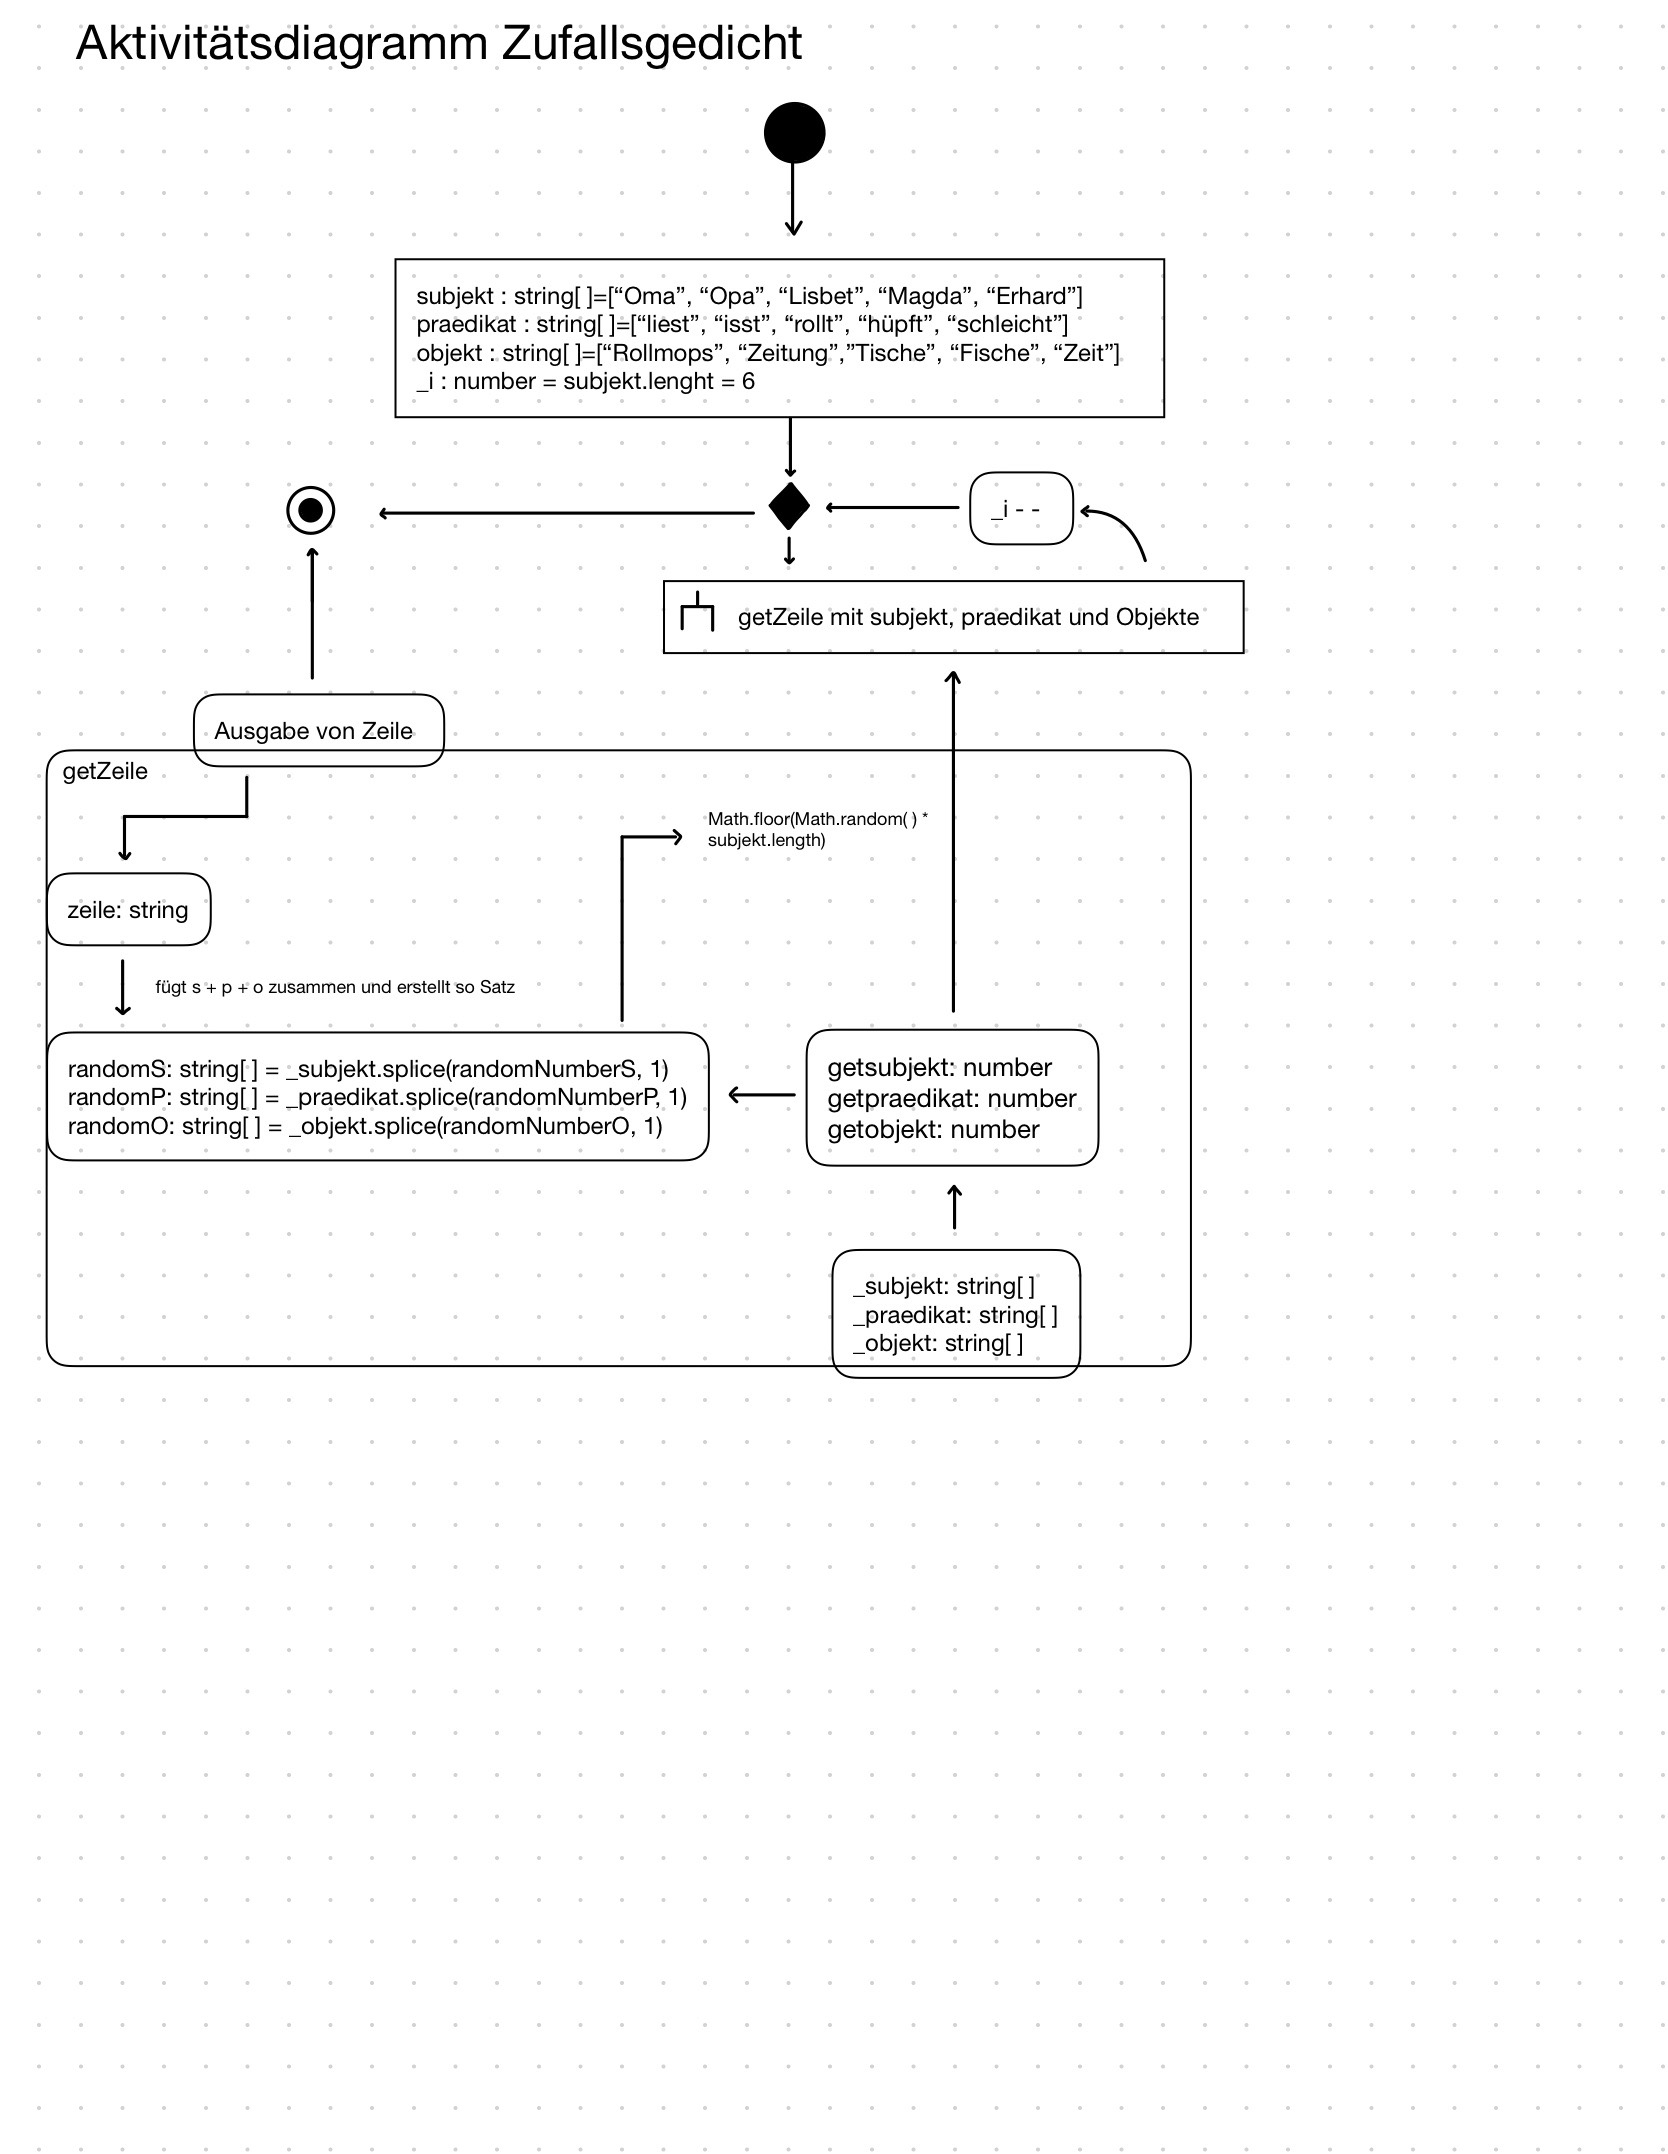 Aktivitätsdiagramm Zufallsgedicht
subjekt : string[ ]=[“Oma”, “Opa”, “Lisbet”, “Magda”, “Erhard”]
praedikat : string[ ]=[“liest”, “isst”, “rollt”, “hüpft”, “schleicht”]
objekt : string[ ]=[“Rollmops”, “Zeitung”,”Tische”, “Fische”, “Zeit”]
_i : number = subjekt.lenght = 6
_i - -
getZeile mit subjekt, praedikat und Objekte
Ausgabe von Zeile
getZeile
Math.floor(Math.random( ) *
subjekt.length)
zeile: string
fügt s + p + o zusammen und erstellt so Satz
randomS: string[ ] = _subjekt.splice(randomNumberS, 1)
randomP: string[ ] = _praedikat.splice(randomNumberP, 1)
randomO: string[ ] = _objekt.splice(randomNumberO, 1)
getsubjekt: number
getpraedikat: number
getobjekt: number
_subjekt: string[ ]
_praedikat: string[ ]
_objekt: string[ ]